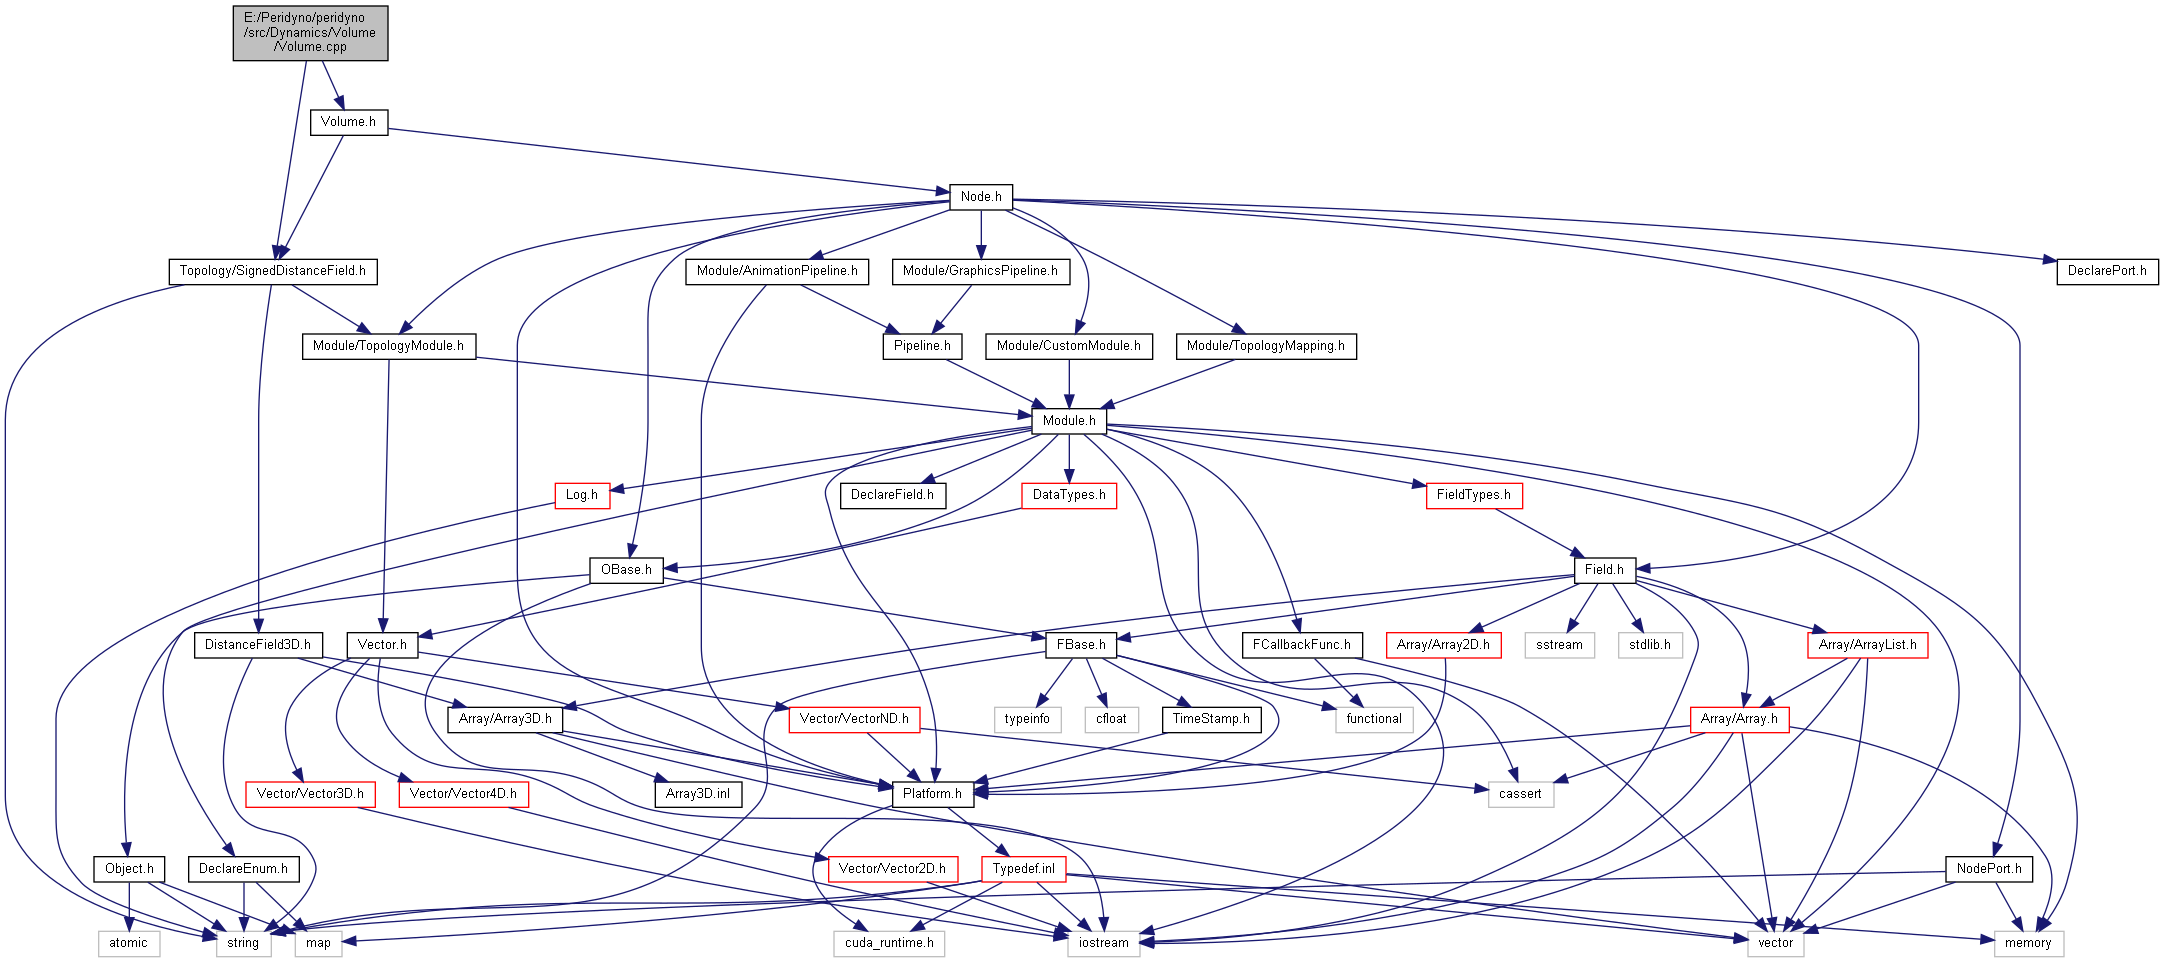 E:/Peridyno/peridyno
/src/Dynamics/Volume
/Volume.cpp
Volume.h
Node.h
Topology/SignedDistanceField.h
Module/AnimationPipeline.h
Module/GraphicsPipeline.h
DeclarePort.h
Module/TopologyModule.h
Pipeline.h
Module/CustomModule.h
Module/TopologyMapping.h
Module.h
Log.h
DeclareField.h
DataTypes.h
FieldTypes.h
OBase.h
Field.h
DistanceField3D.h
Vector.h
FBase.h
FCallbackFunc.h
Array/Array2D.h
sstream
stdlib.h
Array/ArrayList.h
Array/Array3D.h
Vector/VectorND.h
typeinfo
cfloat
TimeStamp.h
functional
Array/Array.h
Vector/Vector3D.h
Vector/Vector4D.h
Array3D.inl
Platform.h
cassert
Object.h
DeclareEnum.h
Vector/Vector2D.h
Typedef.inl
NodePort.h
atomic
string
map
cuda_runtime.h
iostream
vector
memory